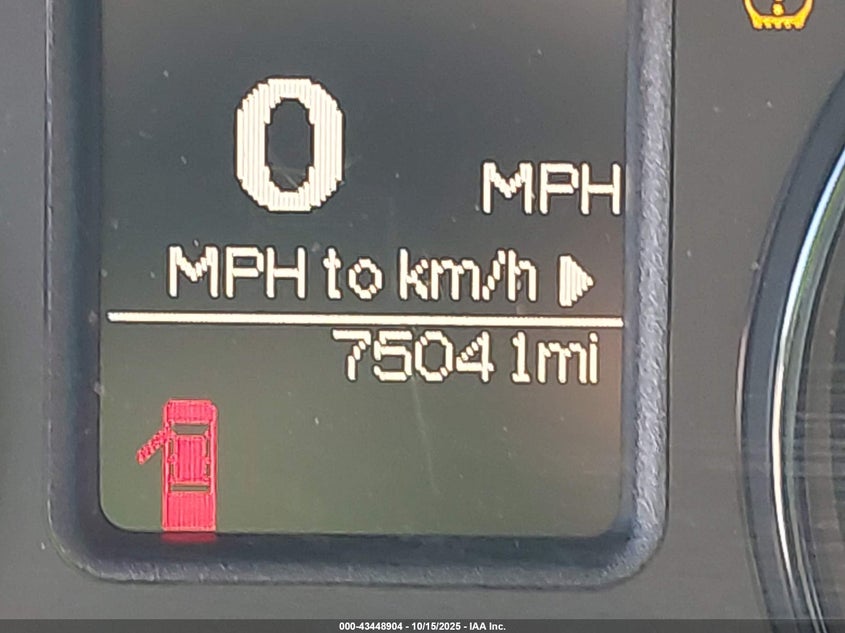 0 MPH
MPH to km/h ▶
75041mi
000-43448904 - 10/15/2025 - IAA Inc.